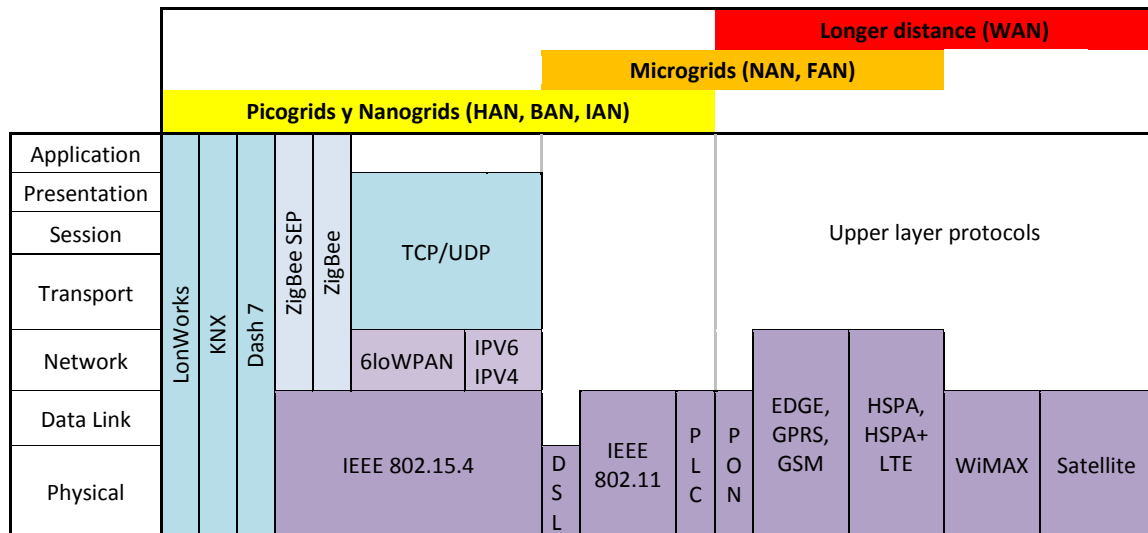 Longer distance (WAN)
Microgrids (NAN, FAN)
Picogrids y Nanogrids (HAN, BAN, IAN)
Application
Presentation
Session
Transport
Network
Data Link
Physical
LonWorks
KNX
Dash 7
ZigBee SEP
ZigBee
TCP/UDP
6loWPAN
IPV6
IPV4
IEEE 802.15.4
D
S
L
IEEE
802.11
P
L
C
P
O
N
EDGE,
GPRS,
GSM
HSPA,
HSPA+
LTE
WiMAX
Satellite
Upper layer protocols